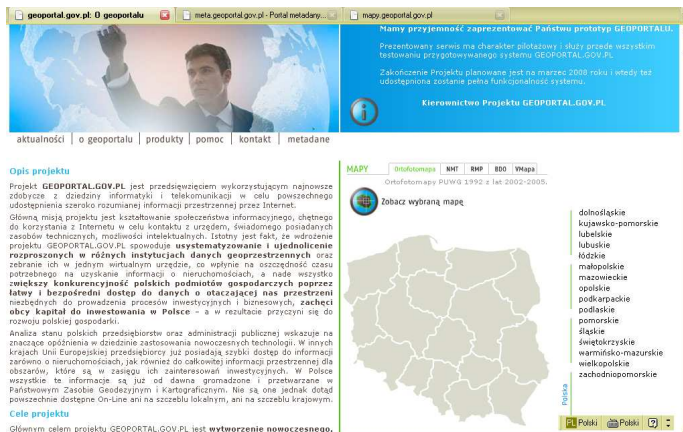 geoportal.gov.pl: O geoportalu
meta.geoportal.gov.pl - Portal metadany...
mapy.geoportal.gov.pl
Mamy przyjemność zaprezentować Państwu prototyp GEOPORTALU.
Prezentowany serwis ma charakter pilotażowy i służy przede wszystkim
testowaniu przygotowywanego systemu GEOPORTAL.GOV.PL
Zakończenie Projektu planowane jest na marzec 2008 roku i wtedy też
udostępniona zostanie pełna funkcjonalność systemu.
Kierownictwo Projektu GEOPORTAL.GOV.PL
aktualności | o geoportalu | produkty | pomoc | kontakt | metadane
Opis projektu
Projekt GEOPORTAL.GOV.PL jest przedsięwzięciem wykorzystującym najnowsze
zdobycze z dziedziny informatyki i telekomunikacji w celu powszechnego
udostępnienia szeroko rozumianej informacji przestrzennej przez Internet.
Główną misją projektu jest kształtowanie społeczeństwa informacyjnego, chętnego
do korzystania z Internetu w celu kontaktu z urzędem, świadomego posiadanych
zasobów technicznych, możliwości intelektualnych. Istotny jest fakt, że wdrożenie
projektu GEOPORTAL.GOV.PL spowoduje usystematyzowanie i ujednolicenie
rozproszonych w różnych instytucjach danych geoprzestrzennych oraz
zebranie ich w jednym wirtualnym urzędzie, co wpłynie na oszczędność czasu
potrzebnego na uzyskanie informacji o nieruchomościach, a nade wszystko
zwiększy konkurencyjność polskich podmiotów gospodarczych poprzez
łatwy i bezpośredni dostęp do danych o otaczającej nas przestrzeni
niezbędnych do prowadzenia procesów inwestycyjnych i biznesowych, zachęci
obcy kapitał do inwestowania w Polsce – a w rezultacie przyczyni się do
rozwoju polskiej gospodarki.
Analiza stanu polskich przedsiębiorstw oraz administracji publicznej wskazuje na
znaczące opóźnienia w dziedzinie zastosowania nowoczesnych technologii. W innych
krajach Unii Europejskiej przedsiębiorcy już posiadają szybki dostęp do informacji
zarówno o nieruchomościach, jak również do całkowitej informacji przestrzennej dla
obszarów, które są w zasięgu ich zainteresowań inwestycyjnych. W Polsce
wszystkie te informacje są już od dawna gromadzone i przetwarzane w
Państwowym Zasobie Geodezyjnym i Kartograficznym. Nie są one jednak dotąd
powszechnie dostępne On-Line ani na szczeblu lokalnym, ani na szczeblu krajowym.
Cele projektu
Głównym celem projektu GEOPORTAL.GOV.PL jest wytworzenie nowoczesnego,
MAPY Ortofotomapa NMT RMP BDO VMapa
Ortofotomapy PUWG 1992 z lat 2002-2005.
Zobacz wybraną mapę
dolnośląskie
kujawsko-pomorskie
lubelskie
lubuskie
łódzkie
małopolskie
mazowieckie
opolskie
podkarpackie
podlaskie
pomorskie
śląskie
świętokrzyskie
warmińsko-mazurskie
wielkopolskie
zachodniopomorskie
Polska
PL Polski Polski